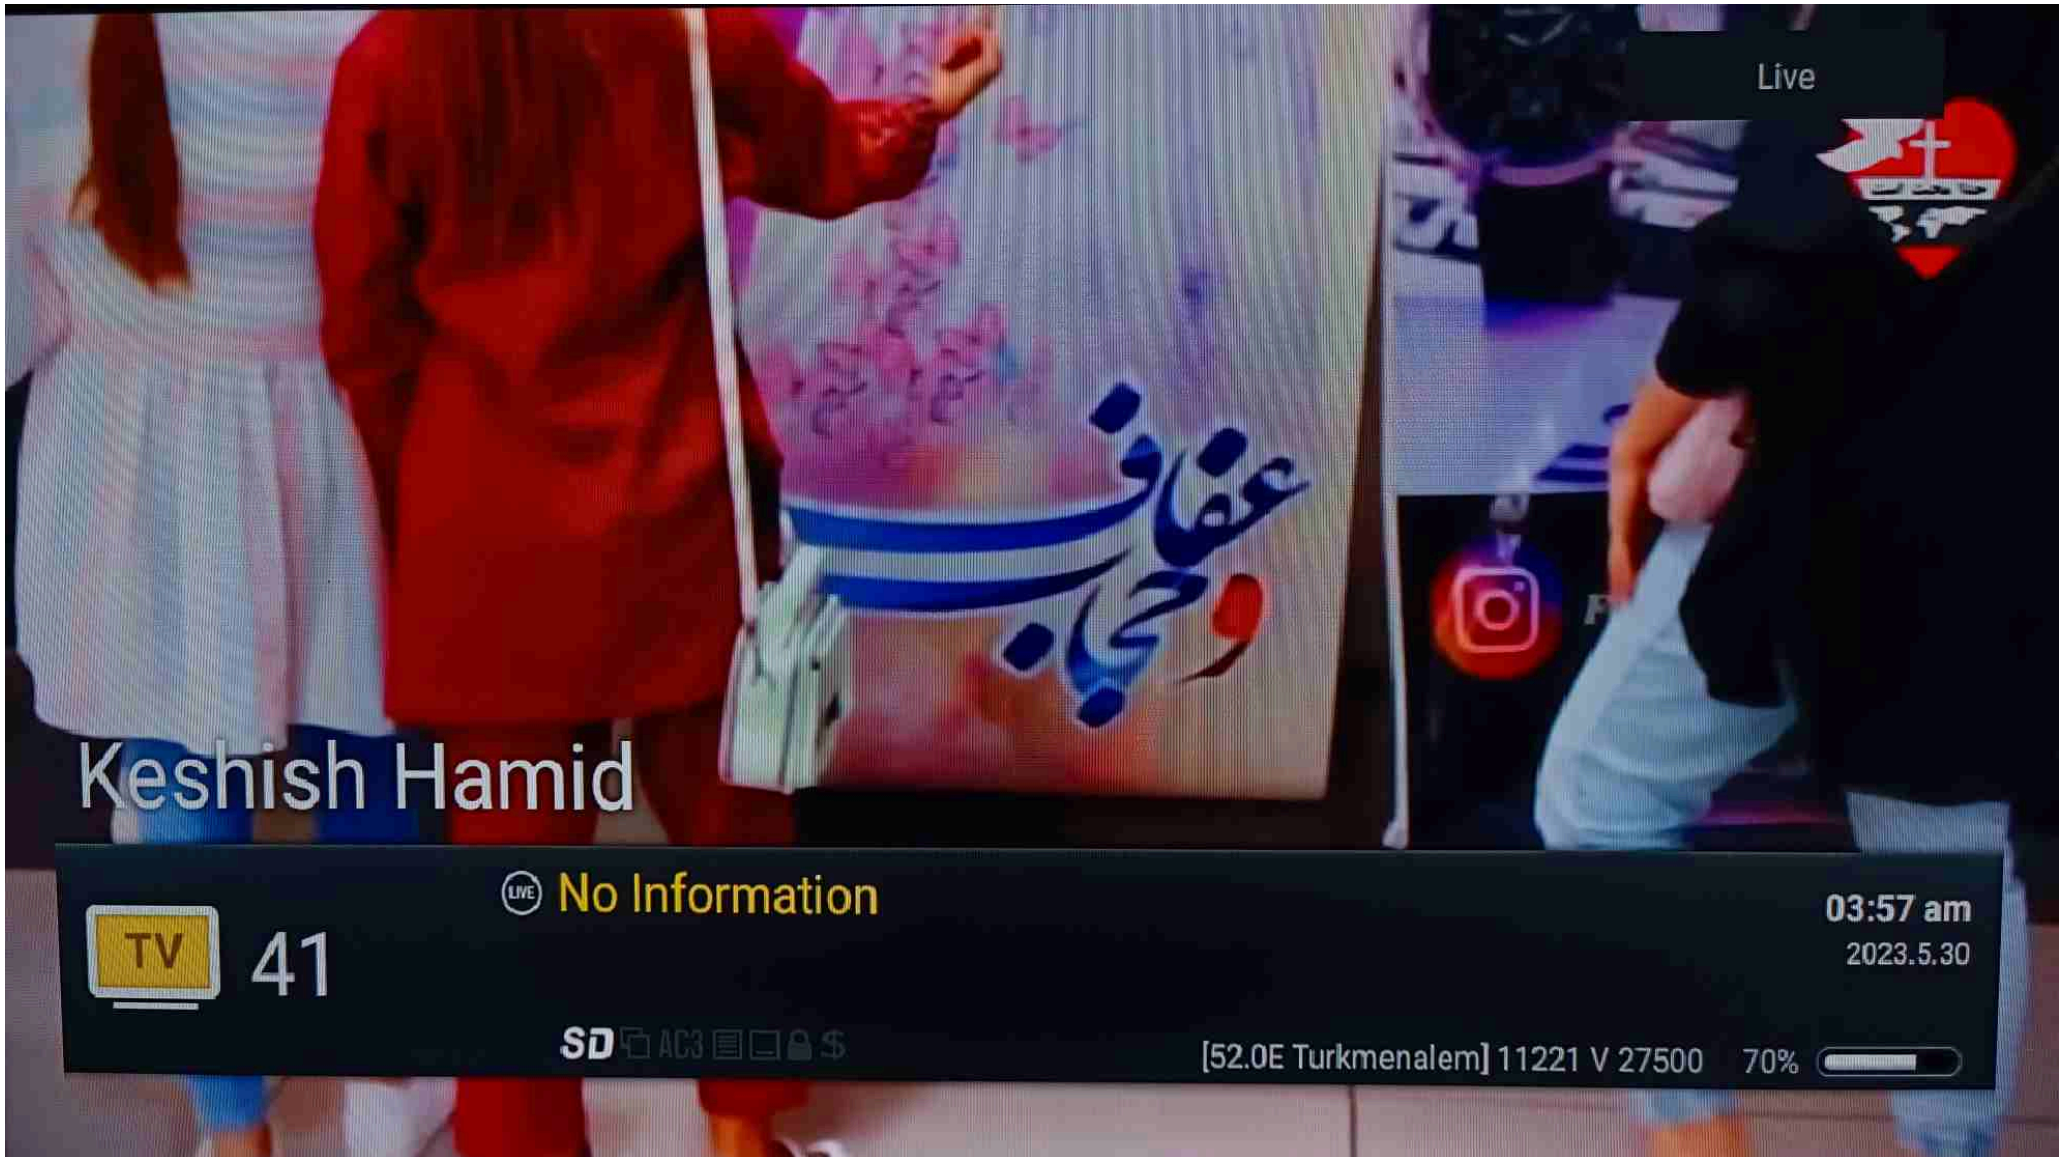 Live
عفاف
و حجاب
Keshish Hamid
LIVE No Information
TV 41
03:57 am
2023.5.30
SD AC3 $
[52.0E Turkmenalem] 11221 V 27500 70%